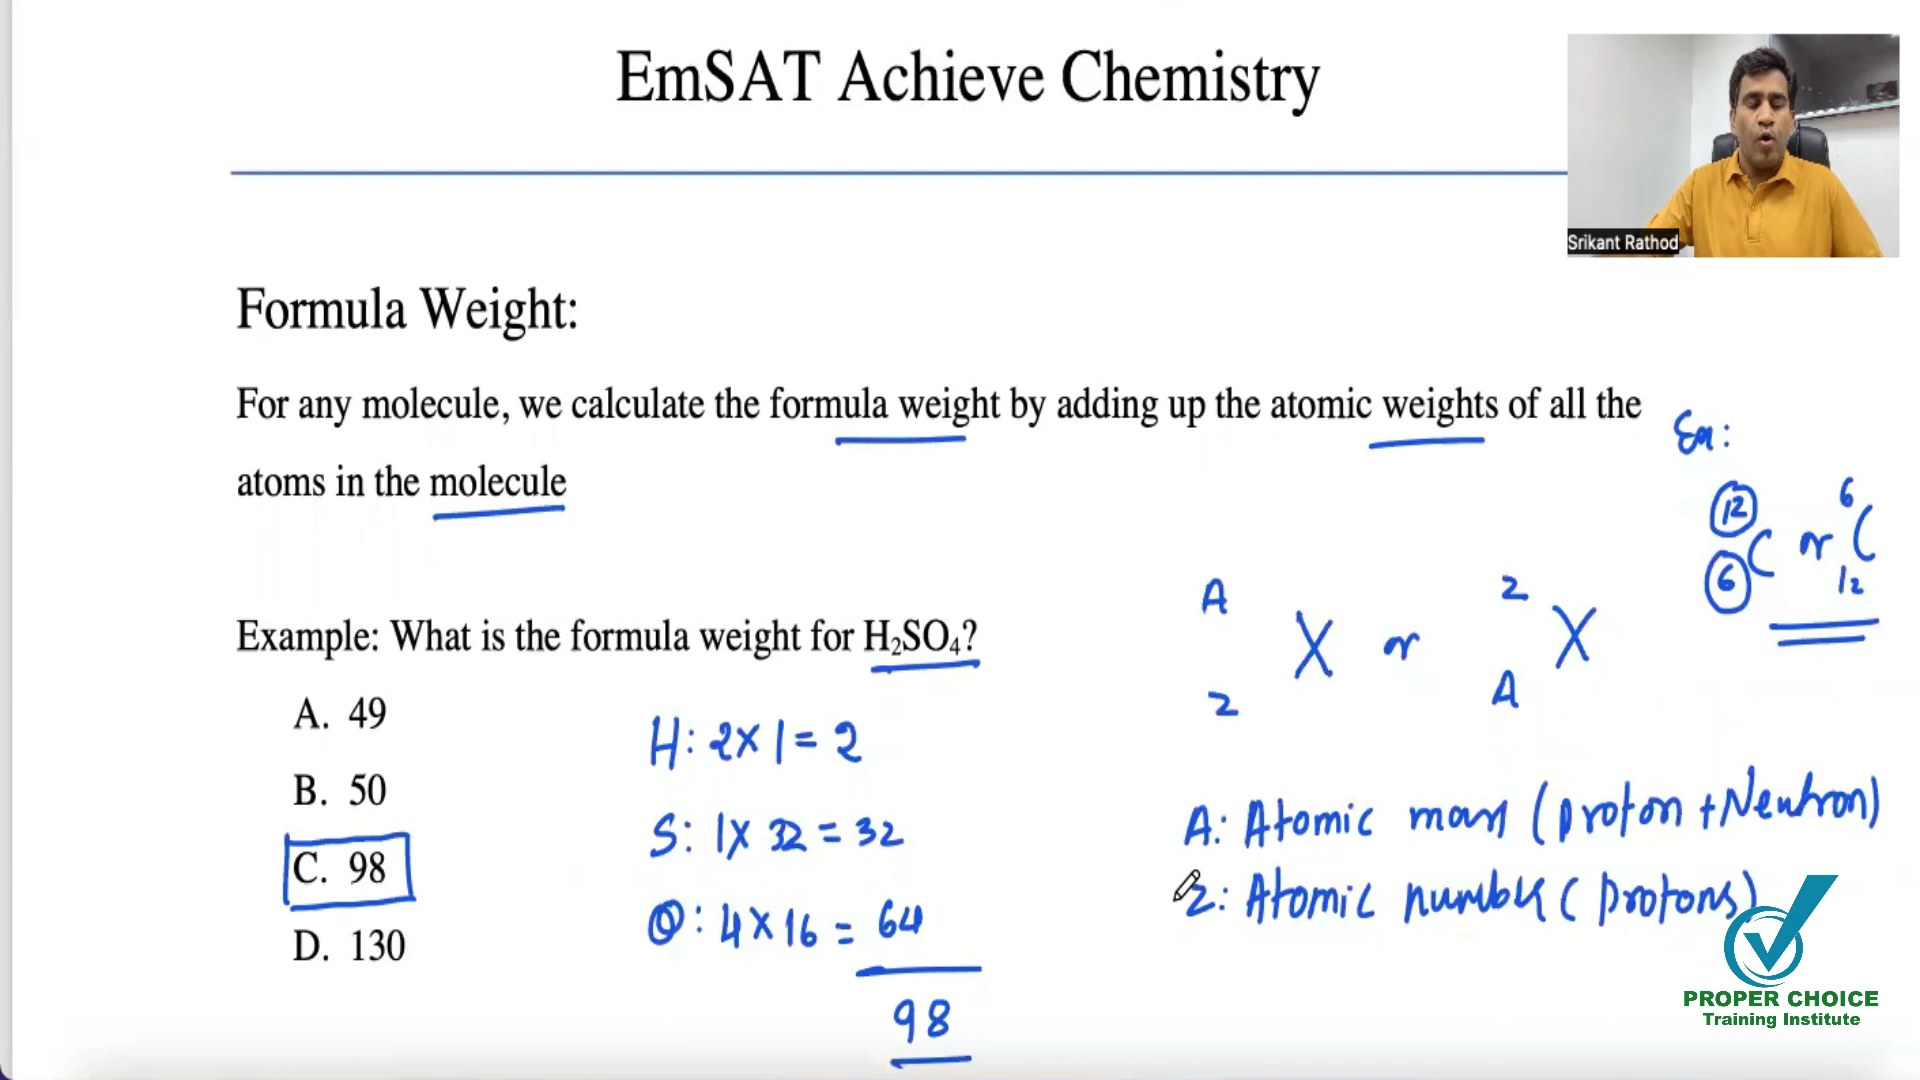 EmSAT Achieve Chemistry
Srikant Rathod
Formula Weight:
For any molecule, we calculate the formula weight by adding up the atomic weights of all the
atoms in the molecule
Ex:
12 6
C or C
6 12
Example: What is the formula weight for H₂SO₄?
A. 49
B. 50
C. 98
D. 130
H: 2 x 1 = 2
S: 1 x 32 = 32
O: 4 x 16 = 64
98
A Z
X or X
Z A
A: Atomic mass (proton + Neutron)
Z: Atomic number (protons)
PROPER CHOICE
Training Institute